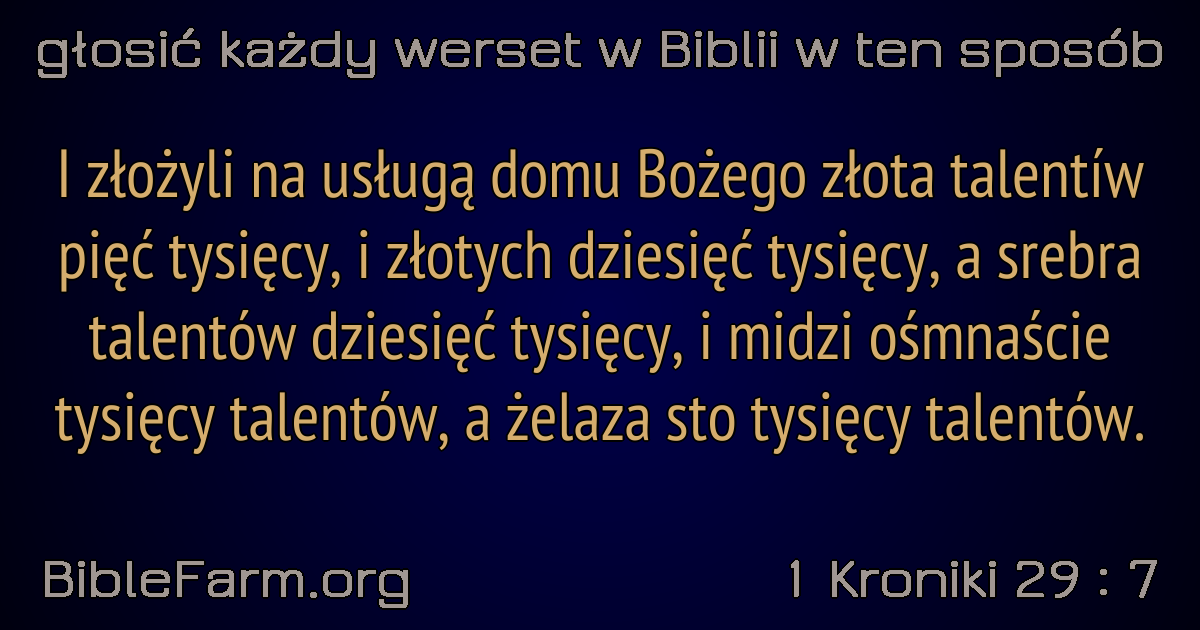 głosić każdy werset w Biblii w ten sposób
I złożyli na usługą domu Bożego złota talentíw
pięć tysięcy, i złotych dziesięć tysięcy, a srebra
talentów dziesięć tysięcy, i midzi ośmnaście
tysięcy talentów, a żelaza sto tysięcy talentów.
BibleFarm.org
1 Kroniki 29 : 7